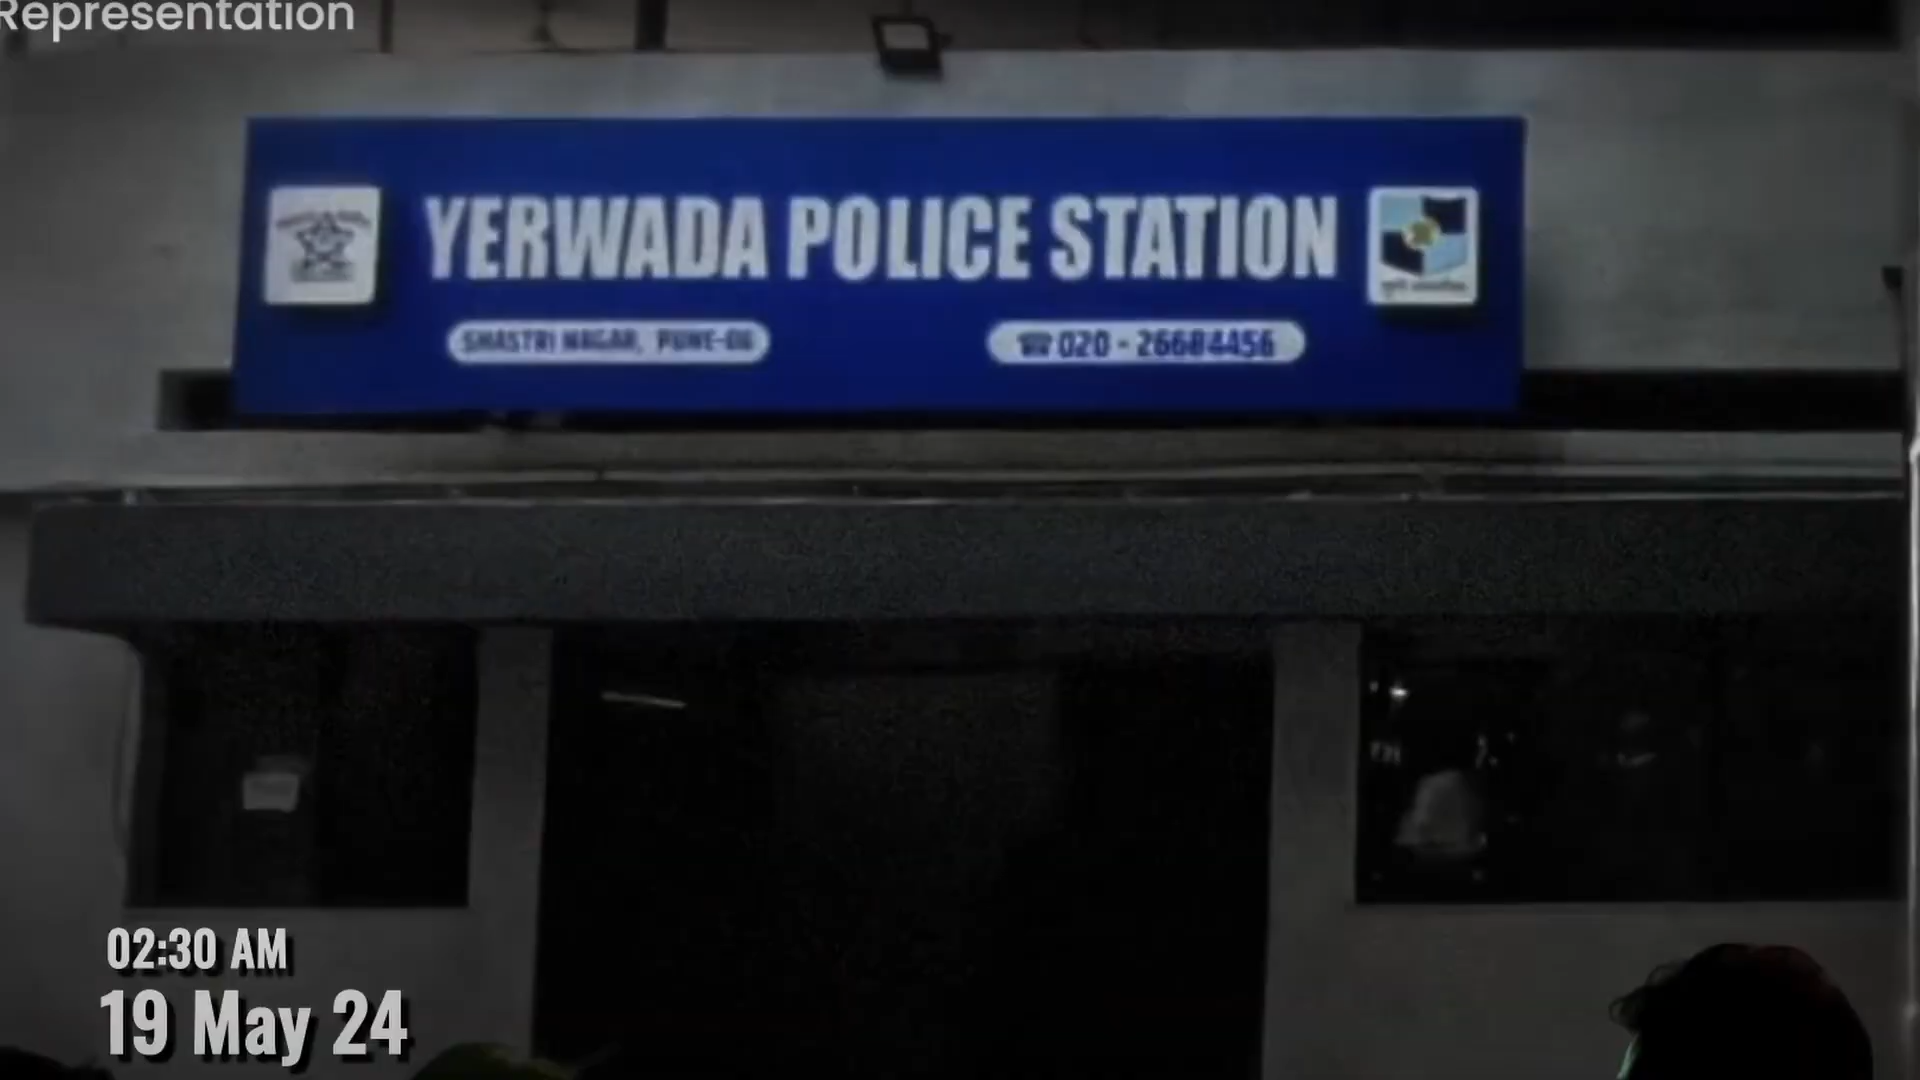 Representation
YERWADA POLICE STATION
SHASTRI NAGAR, PUNE-06
020 - 26684456
02:30 AM
19 May 24